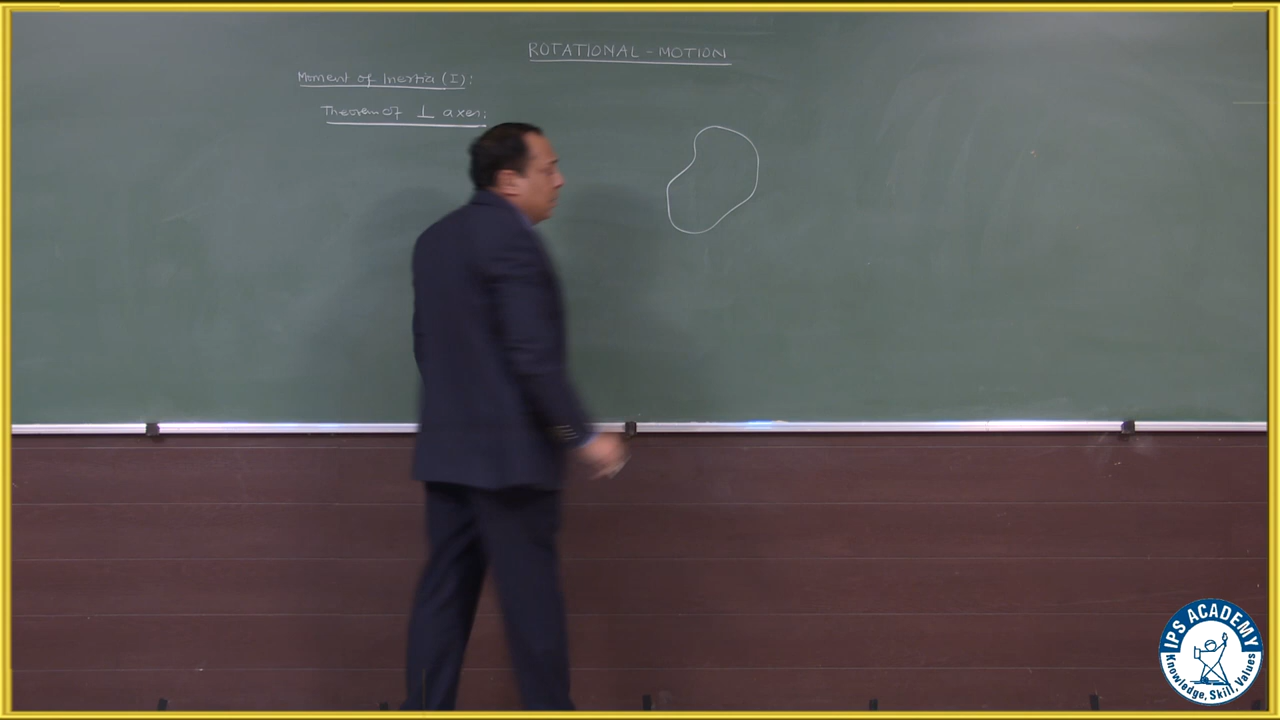 ROTATIONAL - MOTION
Moment of Inertia (I):
Theorem of ⊥ axes:
IPS ACADEMY
Knowledge, Skill, Values